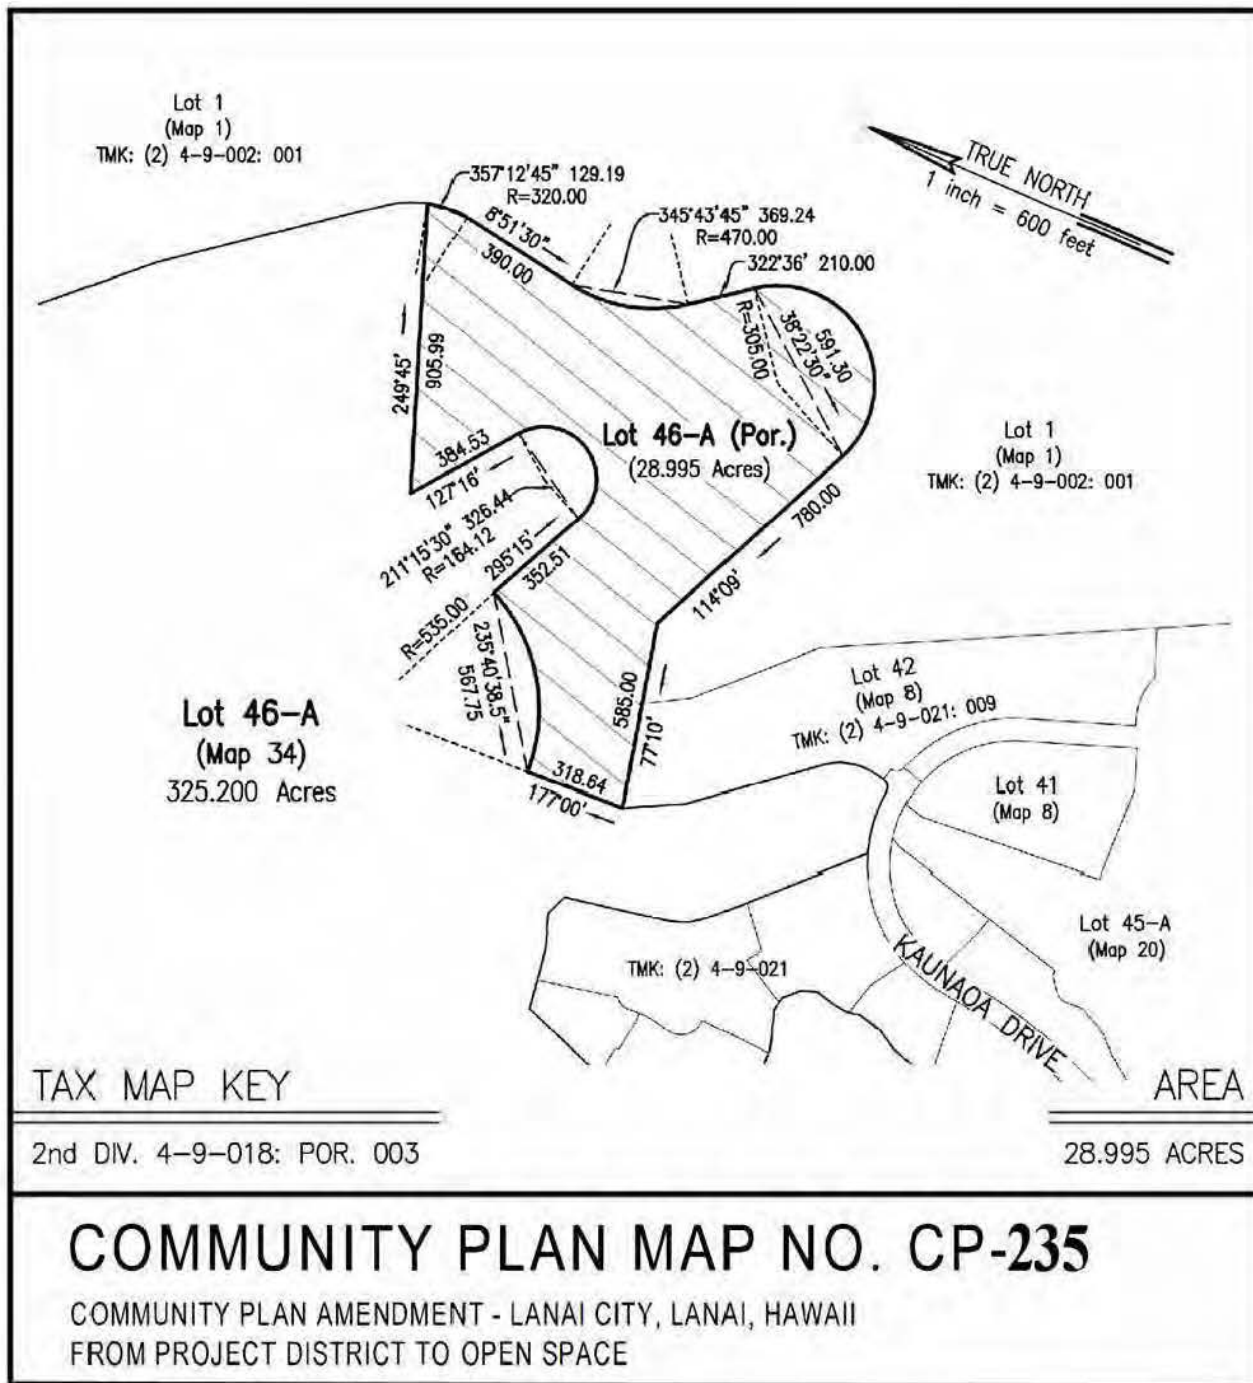 Lot 1
(Map 1)
TMK: (2) 4-9-002: 001
TRUE NORTH
1 inch = 600 feet
357°12'45" 129.19
R=320.00
8°51'30"
390.00
345°43'45" 369.24
R=470.00
322°36' 210.00
R=305.00
38°22'30"
591.30
249°45'
905.99
Lot 46-A (Por.)
(28.995 Acres)
Lot 1
(Map 1)
TMK: (2) 4-9-002: 001
384.53
127°16'
211°15'30" 326.44
R=164.12
295°15'
352.51
780.00
114°09'
R=535.00
235°40'38.5"
567.75
585.00
77°10'
318.64
177°00'
Lot 46-A
(Map 34)
325.200 Acres
Lot 42
(Map 8)
TMK: (2) 4-9-021: 009
Lot 41
(Map 8)
Lot 45-A
(Map 20)
TMK: (2) 4-9-021
KAUNAOA DRIVE
TAX MAP KEY
AREA
2nd DIV. 4-9-018: POR. 003
28.995 ACRES
COMMUNITY PLAN MAP NO. CP-235
COMMUNITY PLAN AMENDMENT - LANAI CITY, LANAI, HAWAII
FROM PROJECT DISTRICT TO OPEN SPACE